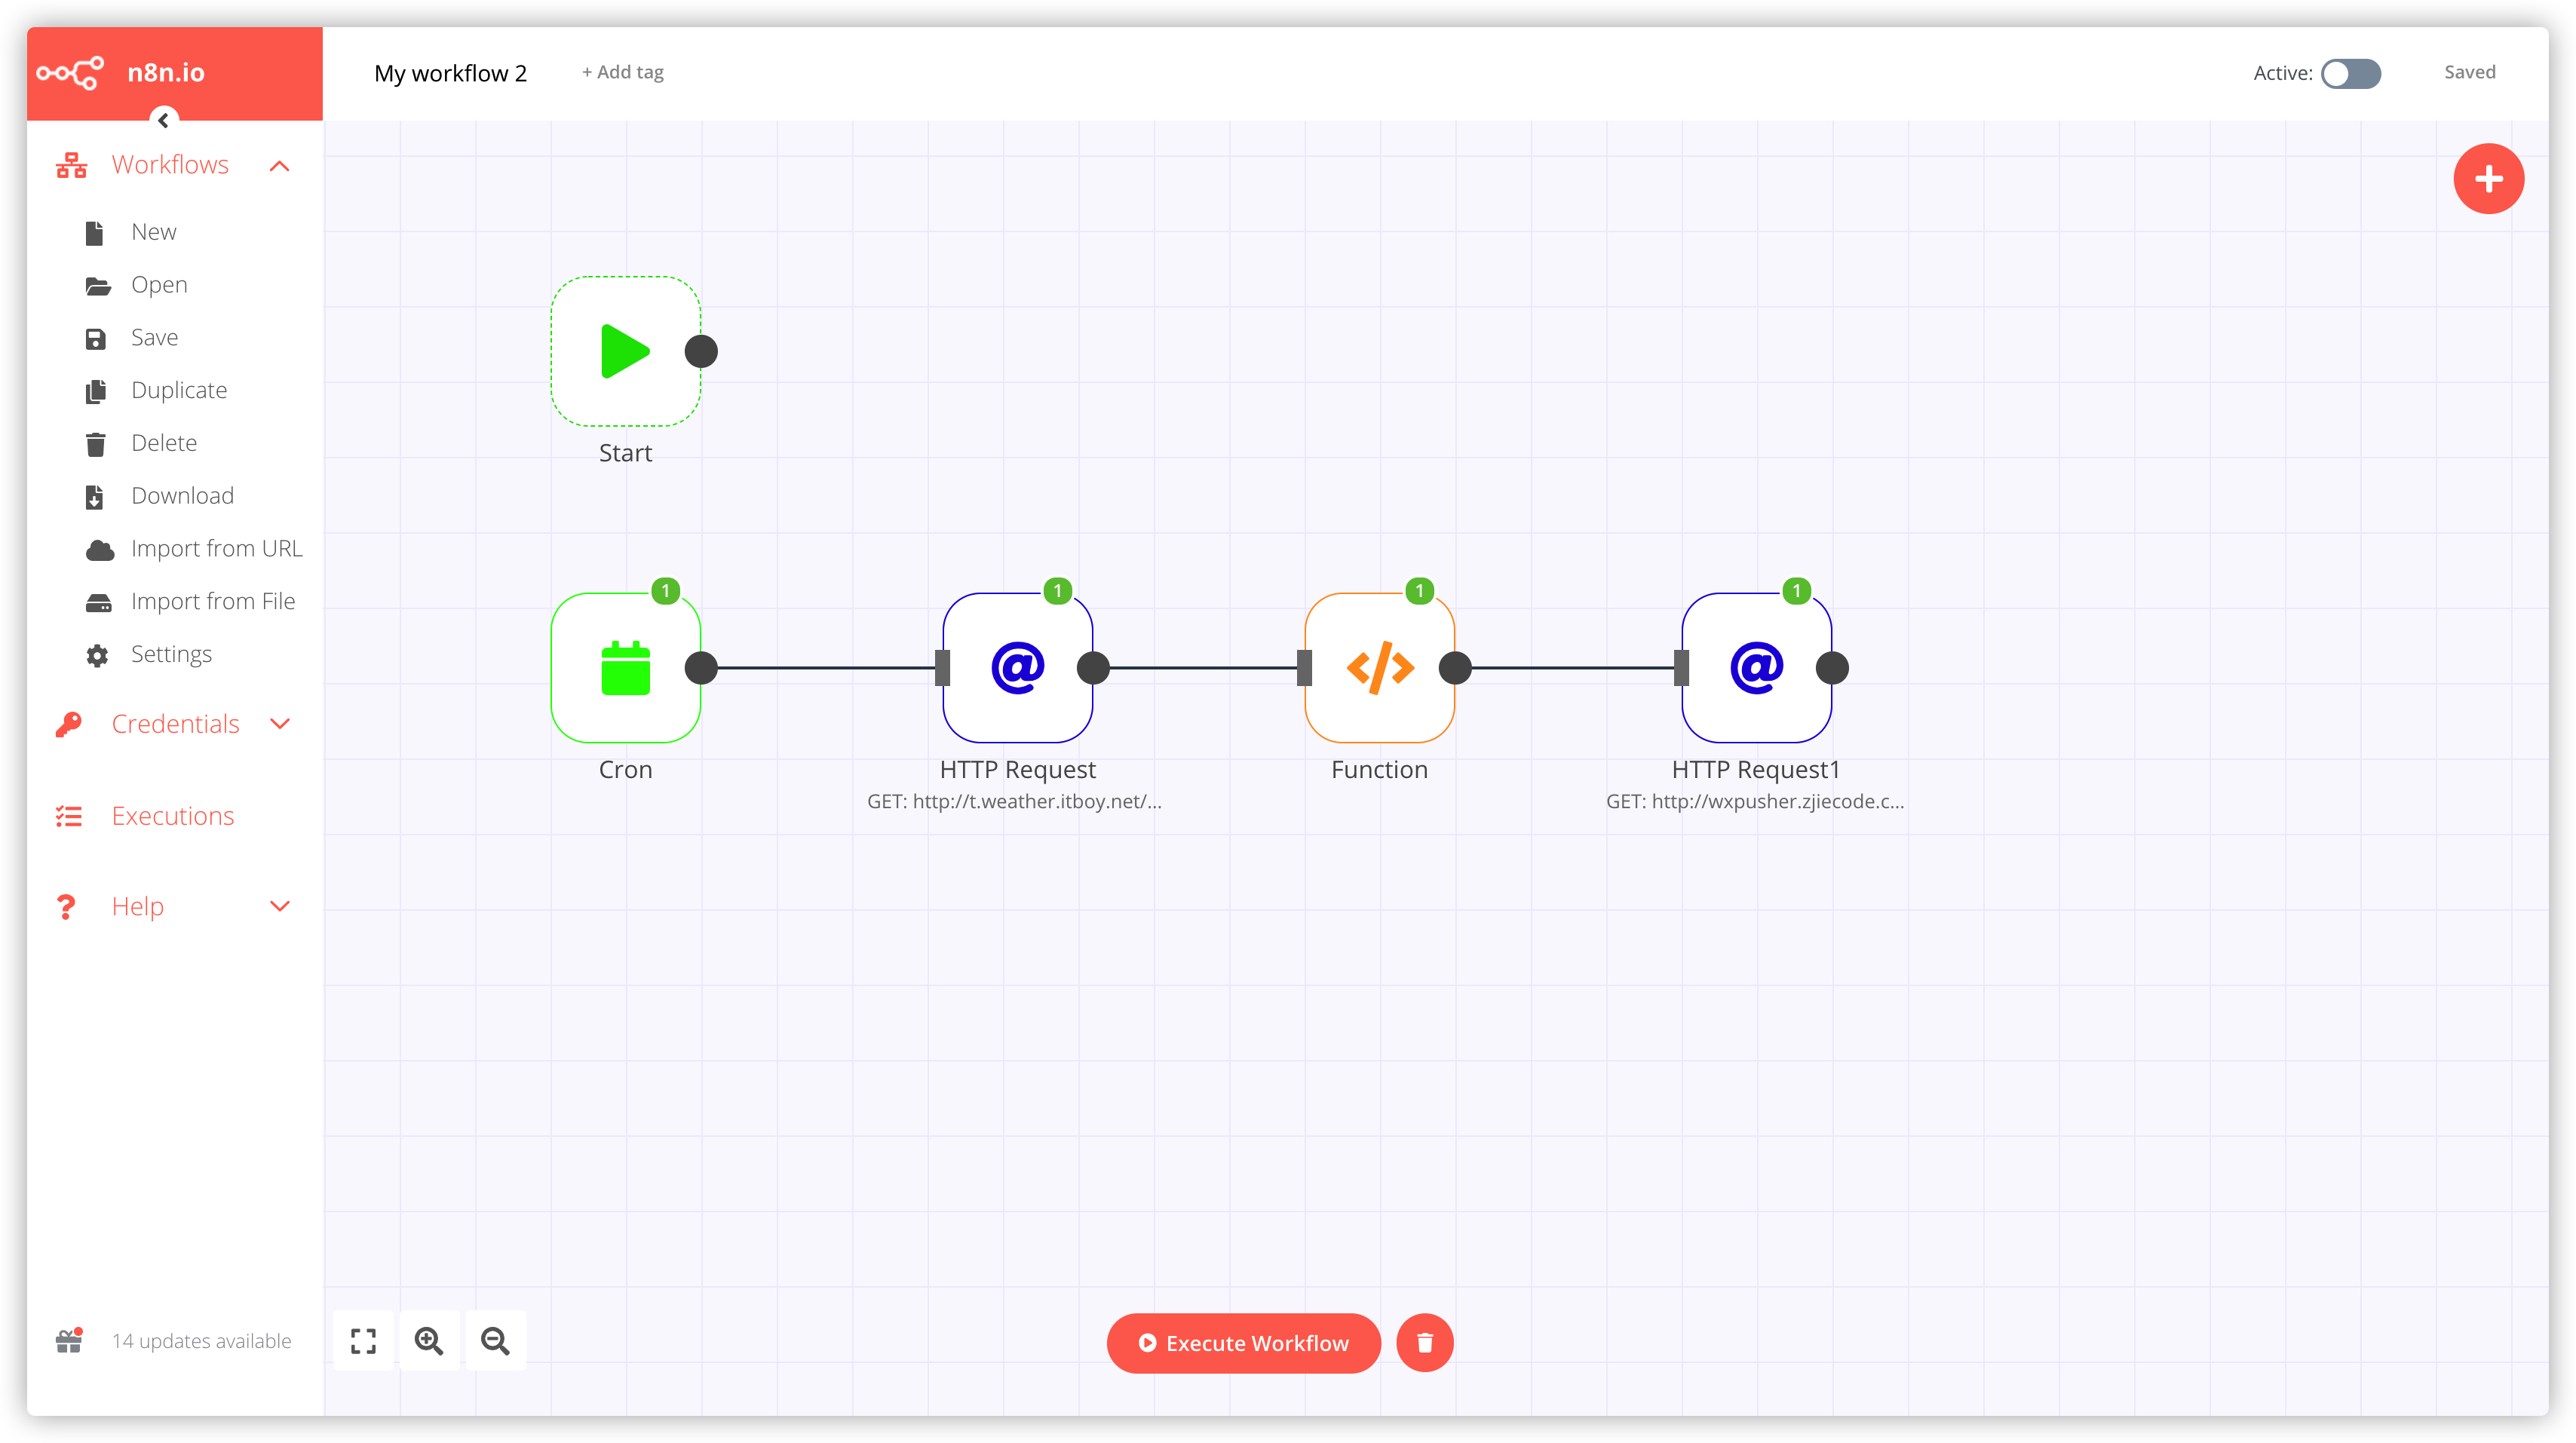 n8n.io
My workflow 2
+ Add tag
Active:
Saved
Workflows
New
Open
Save
Duplicate
Delete
Download
Import from URL
Import from File
Settings
Credentials
Executions
Help
14 updates available
Start
1
1
1
1
Cron
HTTP Request
Function
HTTP Request1
GET: http://t.weather.itboy.net/...
GET: http://wxpusher.zjiecode.c...
Execute Workflow